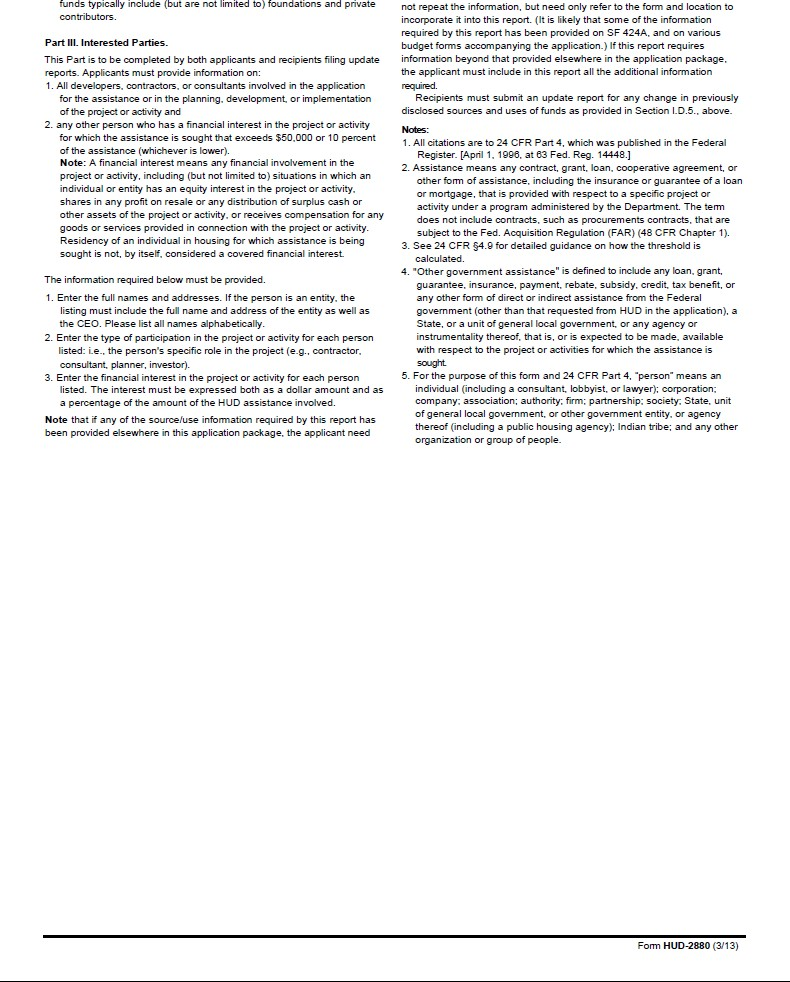 funds typically include (but are not limited to) foundations and private
contributors.
Part III. Interested Parties.
This Part is to be completed by both applicants and recipients filing update
reports. Applicants must provide information on:
1. All developers, contractors, or consultants involved in the application
for the assistance or in the planning, development, or implementation
of the project or activity and
2. any other person who has a financial interest in the project or activity
for which the assistance is sought that exceeds $50,000 or 10 percent
of the assistance (whichever is lower).
Note: A financial interest means any financial involvement in the
project or activity, including (but not limited to) situations in which an
individual or entity has an equity interest in the project or activity,
shares in any profit on resale or any distribution of surplus cash or
other assets of the project or activity, or receives compensation for any
goods or services provided in connection with the project or activity.
Residency of an individual in housing for which assistance is being
sought is not, by itself, considered a covered financial interest.
The information required below must be provided.
1. Enter the full names and addresses. If the person is an entity, the
listing must include the full name and address of the entity as well as
the CEO. Please list all names alphabetically.
2. Enter the type of participation in the project or activity for each person
listed: i.e., the person's specific role in the project (e.g., contractor,
consultant, planner, investor).
3. Enter the financial interest in the project or activity for each person
listed. The interest must be expressed both as a dollar amount and as
a percentage of the amount of the HUD assistance involved.
Note that if any of the source/use information required by this report has
been provided elsewhere in this application package, the applicant need
not repeat the information, but need only refer to the form and location to
incorporate it into this report. (It is likely that some of the information
required by this report has been provided on SF 424A, and on various
budget forms accompanying the application.) If this report requires
information beyond that provided elsewhere in the application package,
the applicant must include in this report all the additional information
required.
Recipients must submit an update report for any change in previously
disclosed sources and uses of funds as provided in Section I.D.5., above.
Notes:
1. All citations are to 24 CFR Part 4, which was published in the Federal
Register. [April 1, 1996, at 63 Fed. Reg. 14448.]
2. Assistance means any contract, grant, loan, cooperative agreement, or
other form of assistance, including the insurance or guarantee of a loan
or mortgage, that is provided with respect to a specific project or
activity under a program administered by the Department. The term
does not include contracts, such as procurements contracts, that are
subject to the Fed. Acquisition Regulation (FAR) (48 CFR Chapter 1).
3. See 24 CFR §4.9 for detailed guidance on how the threshold is
calculated.
4. "Other government assistance" is defined to include any loan, grant,
guarantee, insurance, payment, rebate, subsidy, credit, tax benefit, or
any other form of direct or indirect assistance from the Federal
government (other than that requested from HUD in the application), a
State, or a unit of general local government, or any agency or
instrumentality thereof, that is, or is expected to be made, available
with respect to the project or activities for which the assistance is
sought.
5. For the purpose of this form and 24 CFR Part 4, "person" means an
individual (including a consultant, lobbyist, or lawyer); corporation;
company; association; authority; firm; partnership; society; State, unit
of general local government, or other government entity, or agency
thereof (including a public housing agency); Indian tribe; and any other
organization or group of people.
Form HUD-2880 (3/13)